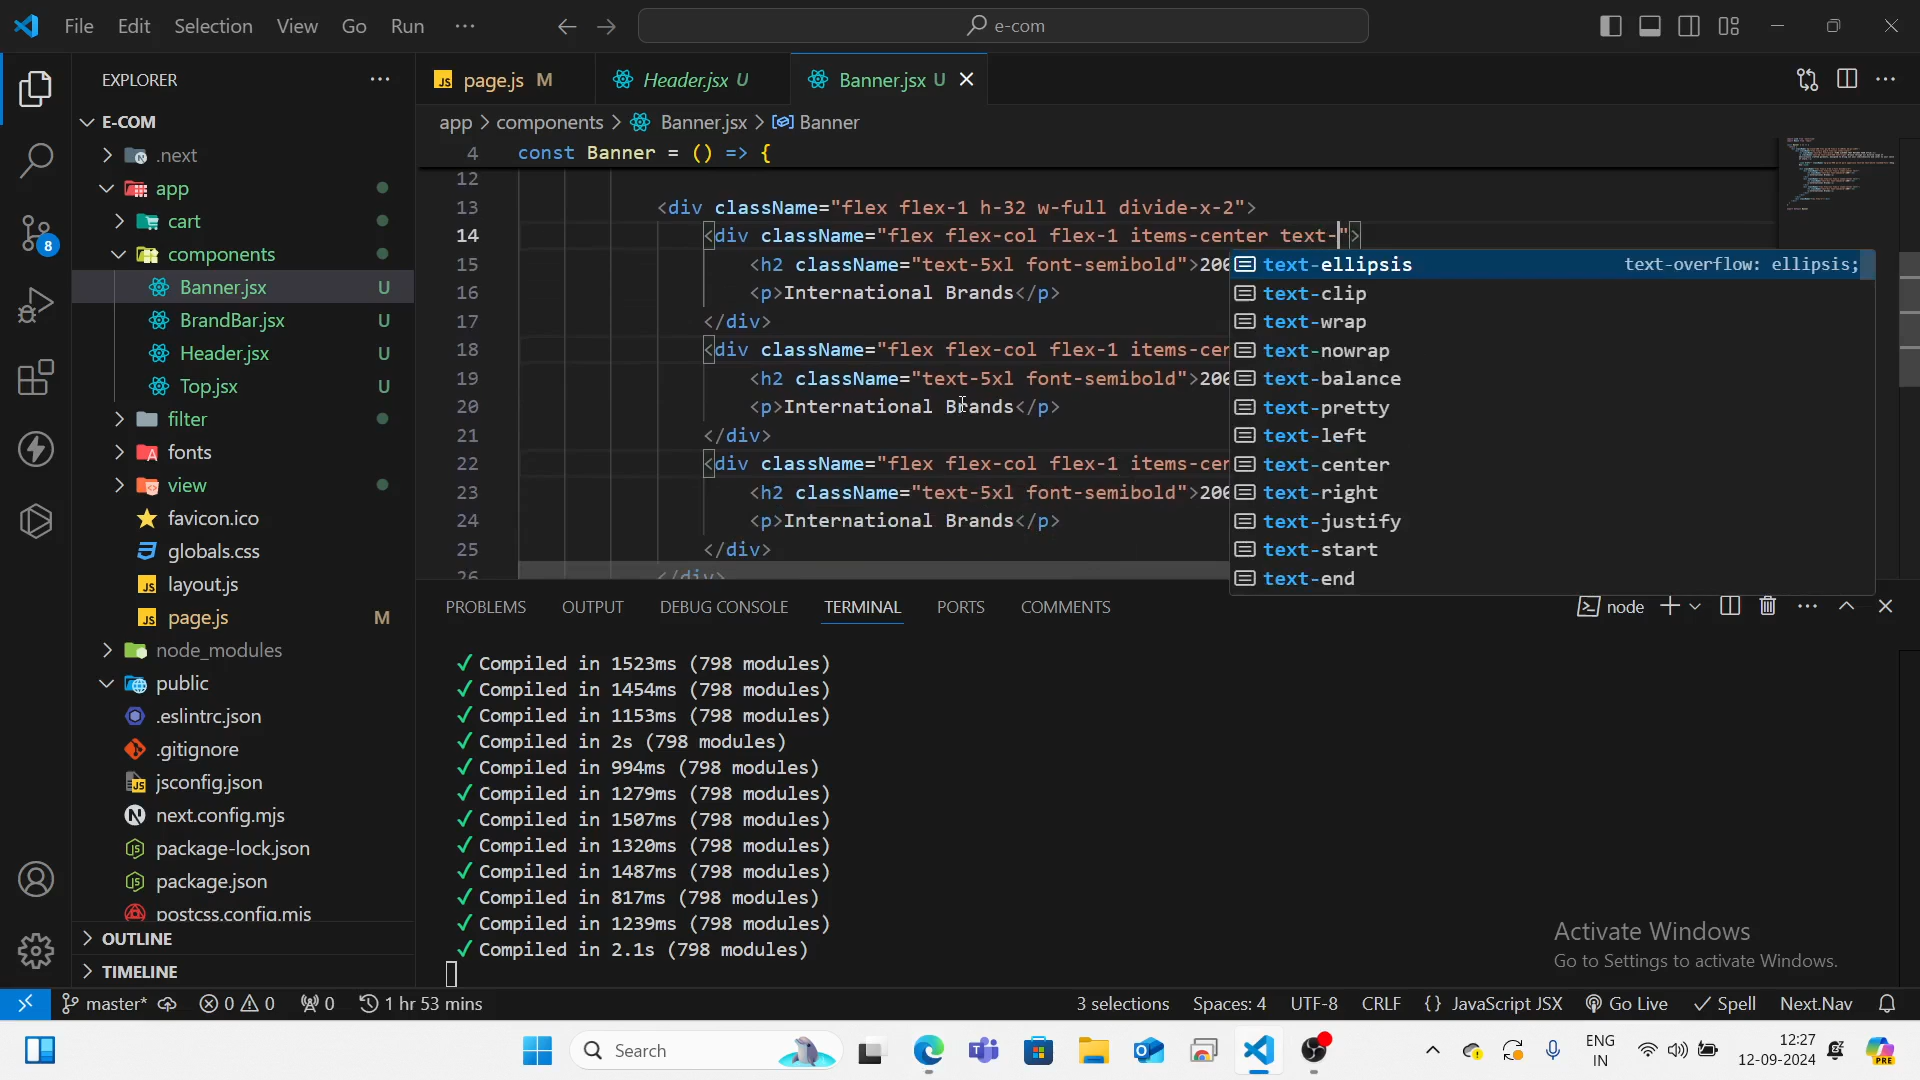 File Edit Selection View Go Run ··· e-com
EXPLORER ···
page.js M Header.jsx U Banner.jsx U
E-COM
app > components > Banner.jsx > Banner
.next
app
cart
components
Banner.jsx U
BrandBar.jsx U
Header.jsx U
Top.jsx U
filter
fonts
view
favicon.ico
globals.css
layout.js
page.js M
node_modules
public
.eslintrc.json
.gitignore
jsconfig.json
next.config.mjs
package-lock.json
package.json
postcss.config.mjs
OUTLINE
TIMELINE
8
4 const Banner = () => {
12
13 <div className="flex flex-1 h-32 w-full divide-x-2">
14 <div className="flex flex-col flex-1 items-center text-">
15 <h2 className="text-5xl font-semibold">200
16 <p>International Brands</p>
17 </div>
18 <div className="flex flex-col flex-1 items-cen
19 <h2 className="text-5xl font-semibold">200
20 <p>International Brands</p>
21 </div>
22 <div className="flex flex-col flex-1 items-cen
23 <h2 className="text-5xl font-semibold">200
24 <p>International Brands</p>
25 </div>
26 </div>
text-ellipsis text-overflow: ellipsis;
text-clip
text-wrap
text-nowrap
text-balance
text-pretty
text-left
text-center
text-right
text-justify
text-start
text-end
PROBLEMS OUTPUT DEBUG CONSOLE TERMINAL PORTS COMMENTS node
✓ Compiled in 1523ms (798 modules)
✓ Compiled in 1454ms (798 modules)
✓ Compiled in 1153ms (798 modules)
✓ Compiled in 2s (798 modules)
✓ Compiled in 994ms (798 modules)
✓ Compiled in 1279ms (798 modules)
✓ Compiled in 1507ms (798 modules)
✓ Compiled in 1320ms (798 modules)
✓ Compiled in 1487ms (798 modules)
✓ Compiled in 817ms (798 modules)
✓ Compiled in 1239ms (798 modules)
✓ Compiled in 2.1s (798 modules)
Activate Windows
Go to Settings to activate Windows.
master* 0 0 0 1 hr 53 mins 3 selections Spaces: 4 UTF-8 CRLF {} JavaScript JSX Go Live Spell Next.Nav
Search
ENG
IN
12:27
12-09-2024
PRE